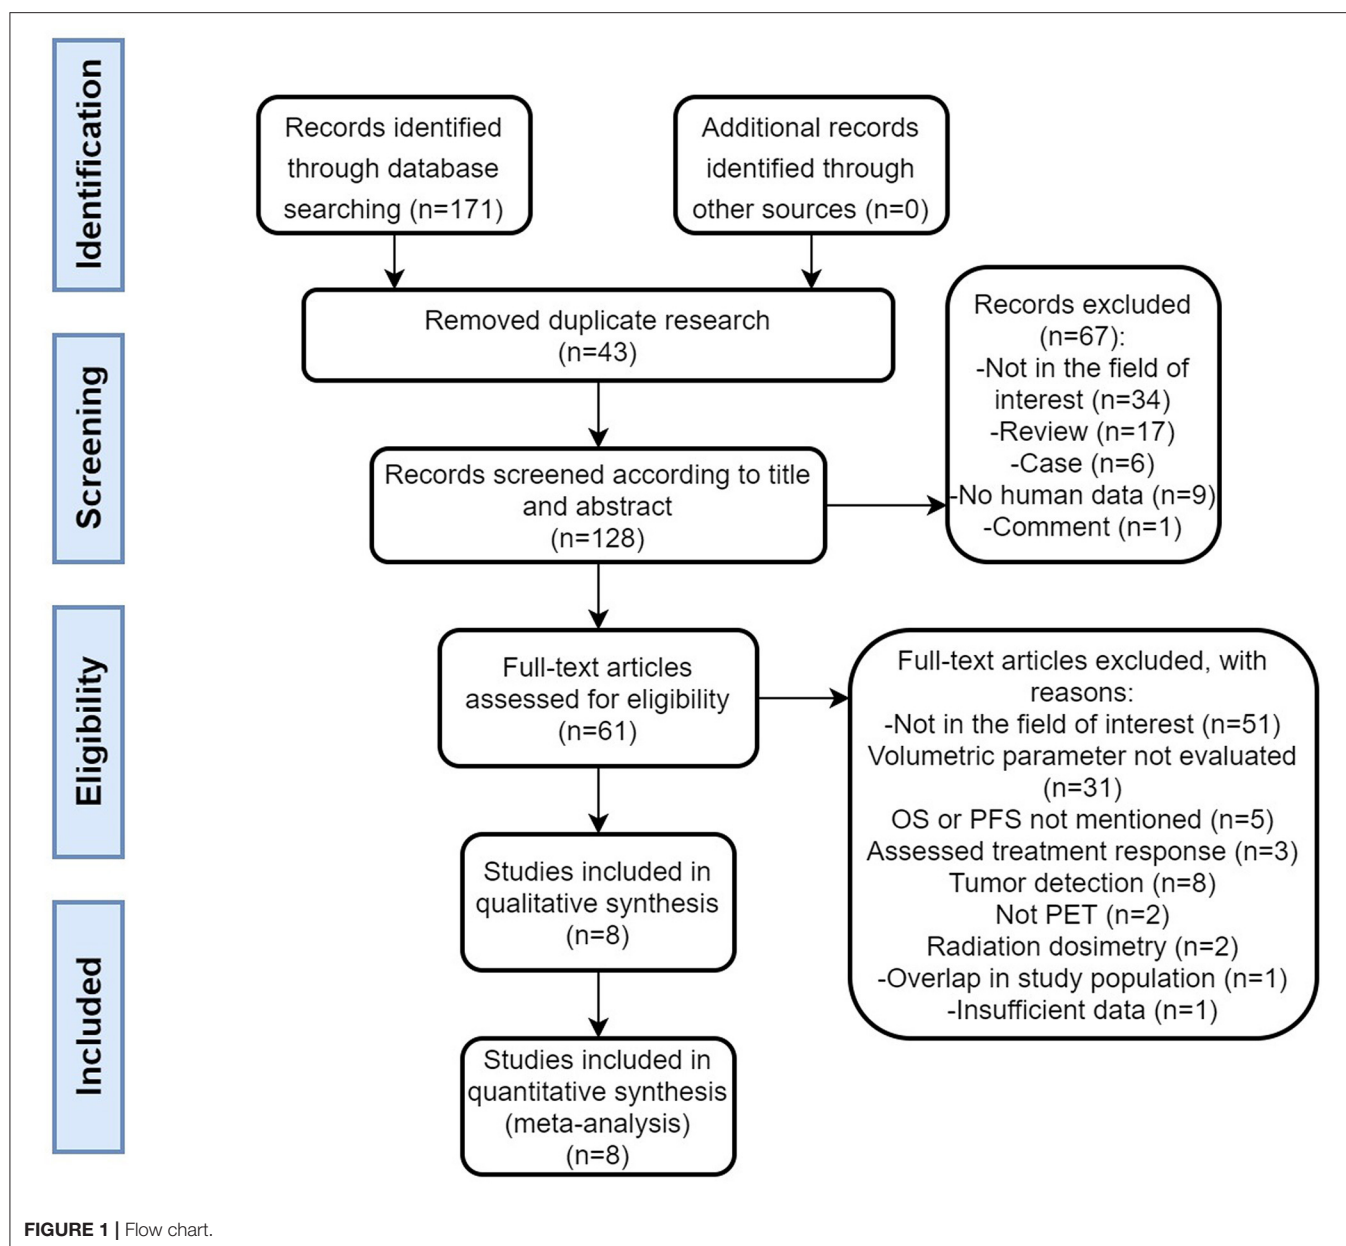 Identification
Records identified
through database
searching (n=171)
Additional records
identified through
other sources (n=0)
Removed duplicate research
(n=43)
Screening
Records screened according to title
and abstract
(n=128)
Records excluded
(n=67):
-Not in the field of
interest (n=34)
-Review (n=17)
-Case (n=6)
-No human data (n=9)
-Comment (n=1)
Eligibility
Full-text articles
assessed for eligibility
(n=61)
Full-text articles excluded, with
reasons:
-Not in the field of interest (n=51)
Volumetric parameter not evaluated
(n=31)
OS or PFS not mentioned (n=5)
Assessed treatment response (n=3)
Tumor detection (n=8)
Not PET (n=2)
Radiation dosimetry (n=2)
-Overlap in study population (n=1)
-Insufficient data (n=1)
Studies included in
qualitative synthesis
(n=8)
Included
Studies included in
quantitative synthesis
(meta-analysis)
(n=8)
FIGURE 1 | Flow chart.